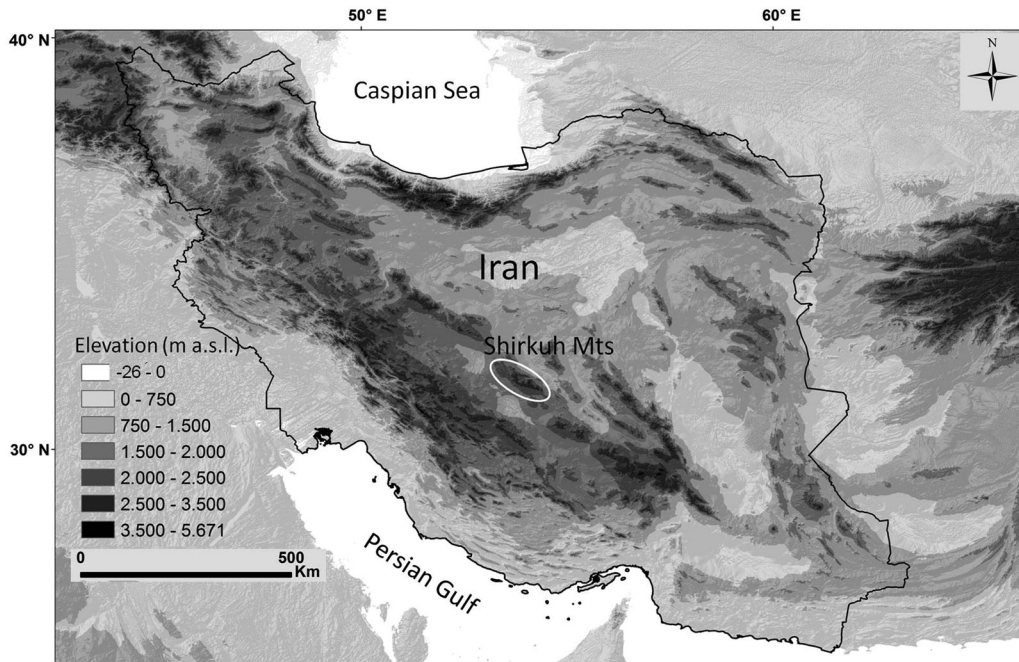 50° E
60° E
40° N
N
Caspian Sea
Iran
Shirkuh Mts
Elevation (m a.s.l.)
-26 - 0
0 - 750
750 - 1.500
1.500 - 2.000
2.000 - 2.500
2.500 - 3.500
3.500 - 5.671
30° N
0
500
Km
Persian Gulf